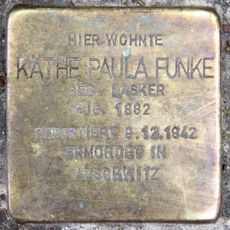 HIER WOHNTE
KÄTHE PAULA FUNKE
GEB. LASKER
JG. 1882
DEPORTIERT 9.12.1942
ERMORDET IN
AUSCHWITZ